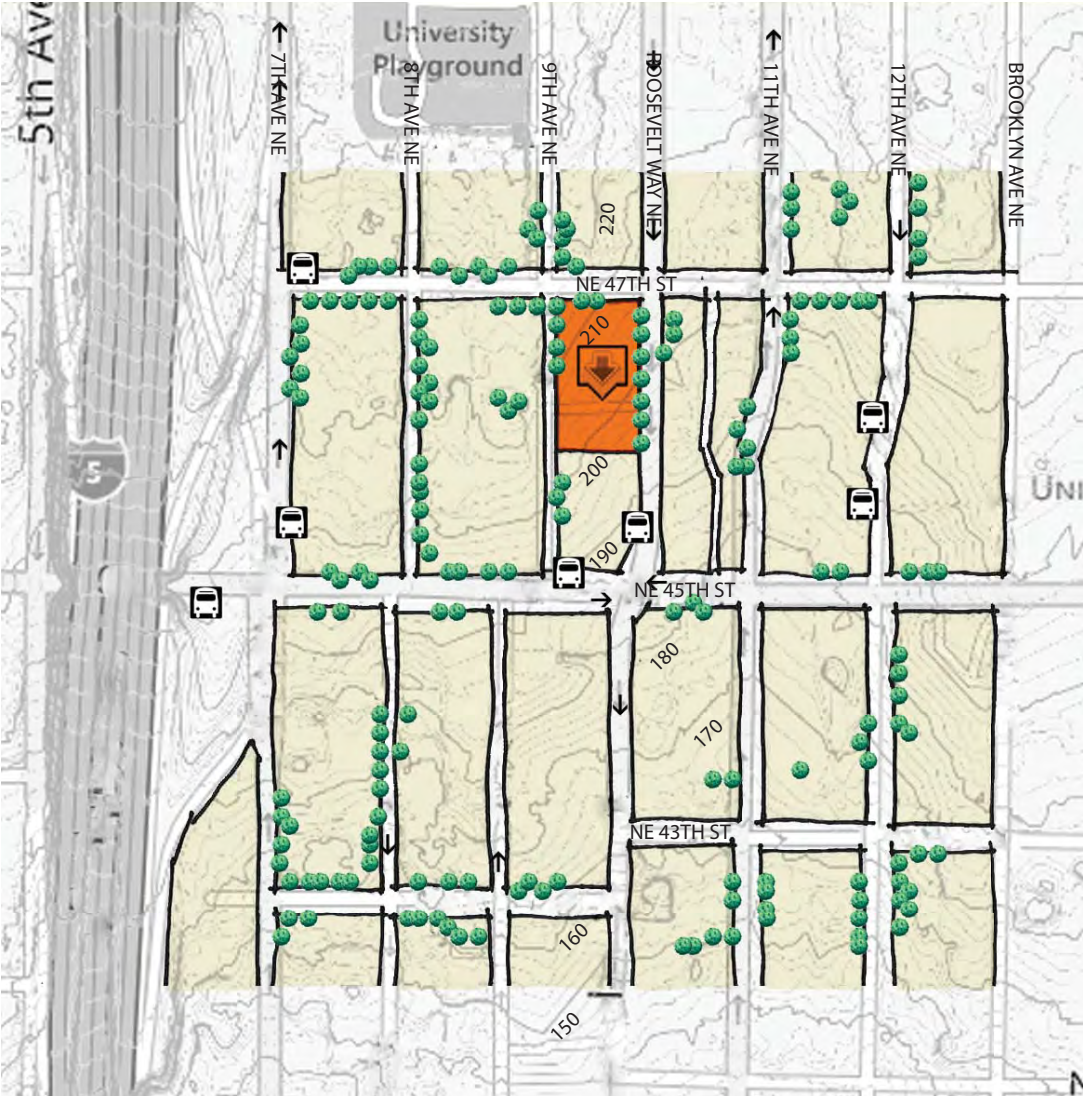 5th Ave
University
Playground
7TH AVE NE
8TH AVE NE
9TH AVE NE
ROOSEVELT WAY NE
11TH AVE NE
12TH AVE NE
BROOKLYN AVE NE
220
NE 47TH ST
210
200
5
UNI
190
NE 45TH ST
180
170
NE 43TH ST
160
150
N